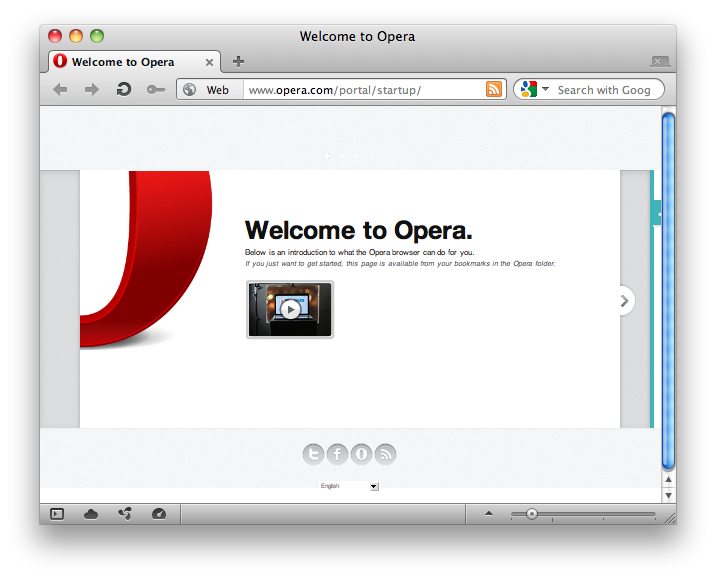 Welcome to Opera
Welcome to Opera
Web
www.opera.com/portal/startup/
Search with Goog
Welcome to Opera.
Below is an introduction to what the Opera browser can do for you.
If you just want to get started, this page is available from your bookmarks in the Opera folder.
English